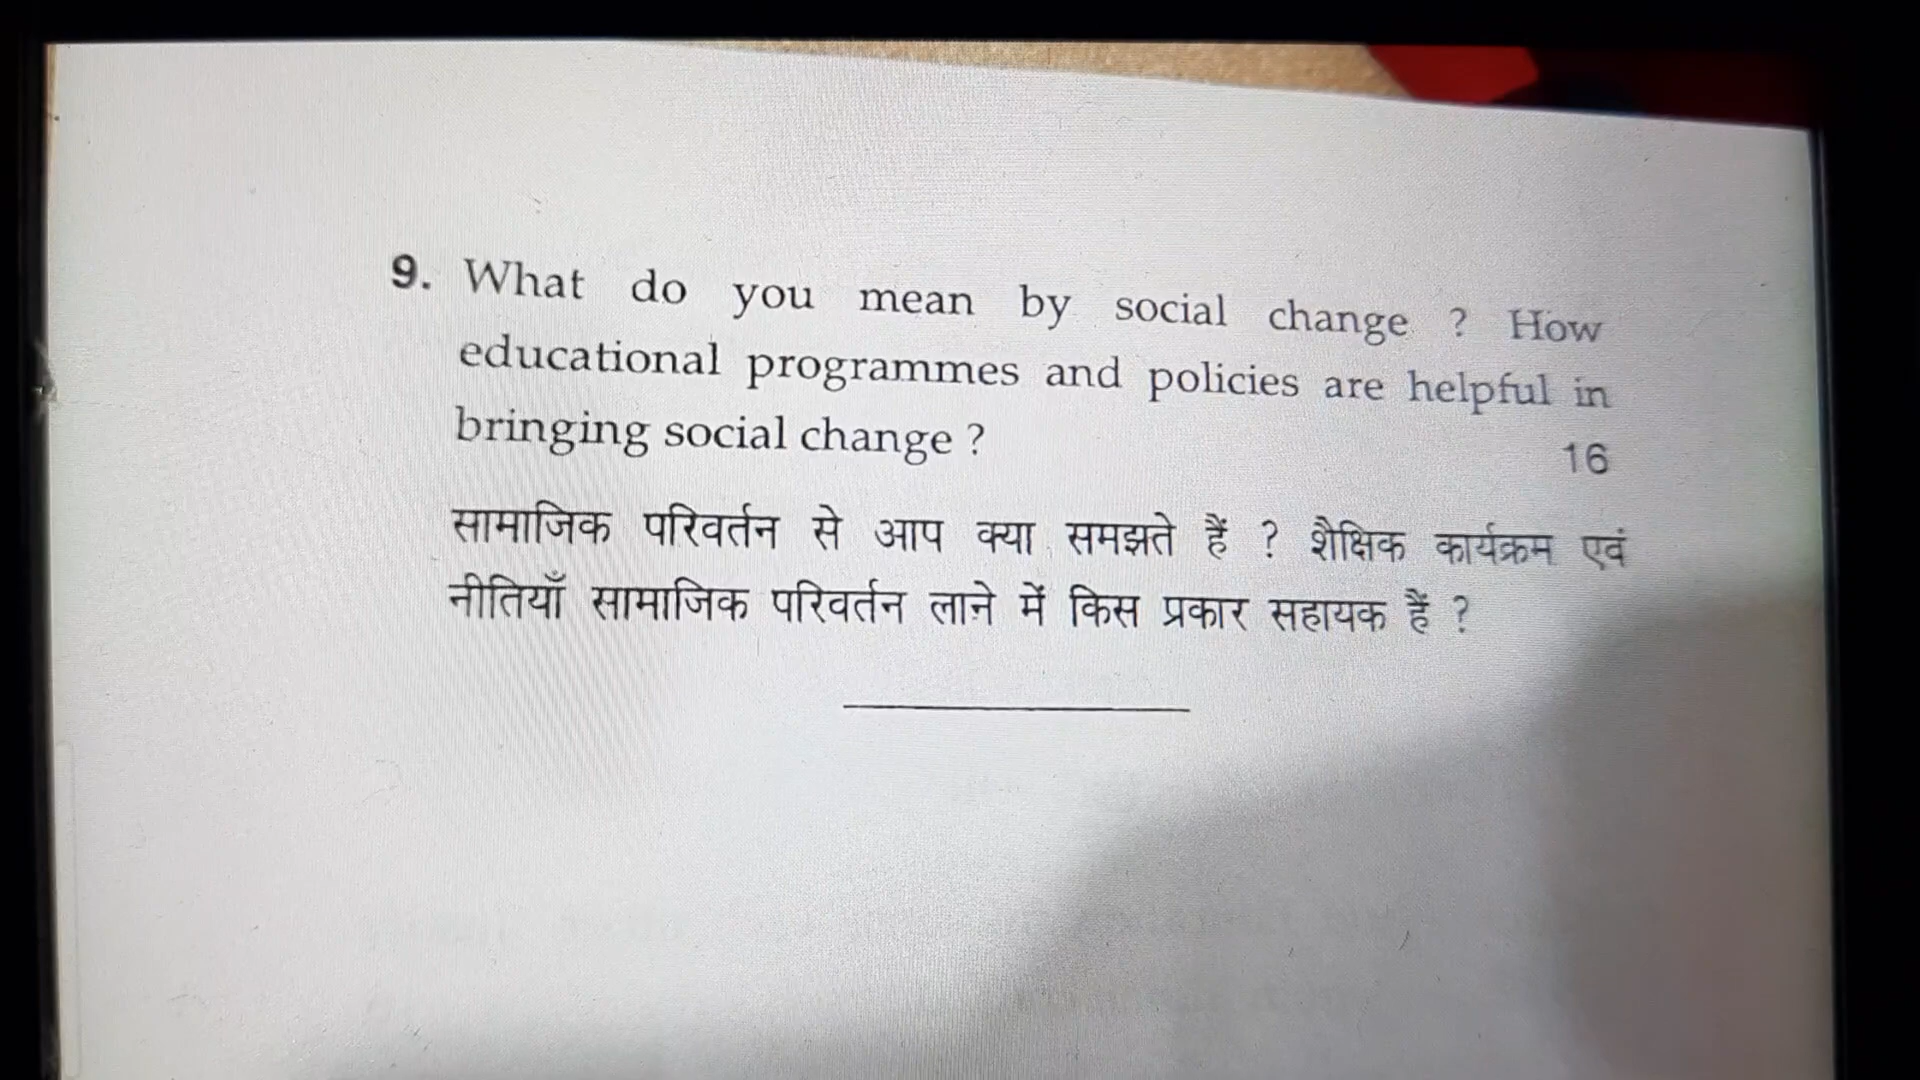 9. What do you mean by social change ? How
educational programmes and policies are helpful in
bringing social change ?
16
सामाजिक परिवर्तन से आप क्या समझते हैं ? शैक्षिक कार्यक्रम एवं
नीतियाँ सामाजिक परिवर्तन लाने में किस प्रकार सहायक हैं ?